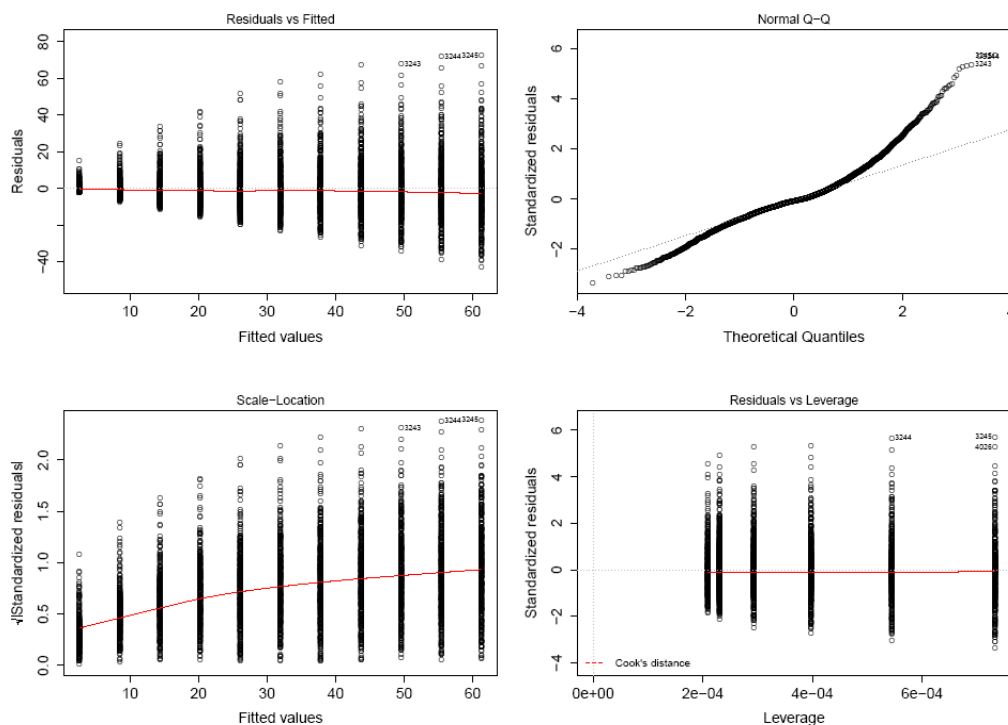 Residuals vs Fitted
Residuals
80
60
40
20
0
−40
3243
3244
3245
10 20 30 40 50 60
Fitted values
Normal Q−Q
Standardized residuals
6
4
2
0
−2
3243
−4 −2 0 2 4
Theoretical Quantiles
Scale−Location
√|Standardized residuals|
2.0
1.5
1.0
0.5
0.0
3243
3244
3245
10 20 30 40 50 60
Fitted values
Residuals vs Leverage
Standardized residuals
6
4
2
0
−2
−4
3244
3245
4026
Cook's distance
0e+00 2e−04 4e−04 6e−04
Leverage